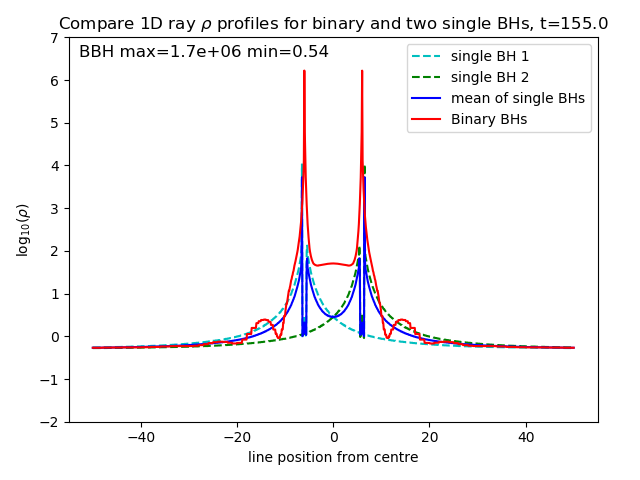 Compare 1D ray ρ profiles for binary and two single BHs, t=155.0
BBH max=1.7e+06 min=0.54
single BH 1
single BH 2
mean of single BHs
Binary BHs
log₁₀(ρ)
7
6
5
4
3
2
1
0
−1
−2
−40
−20
0
20
40
line position from centre